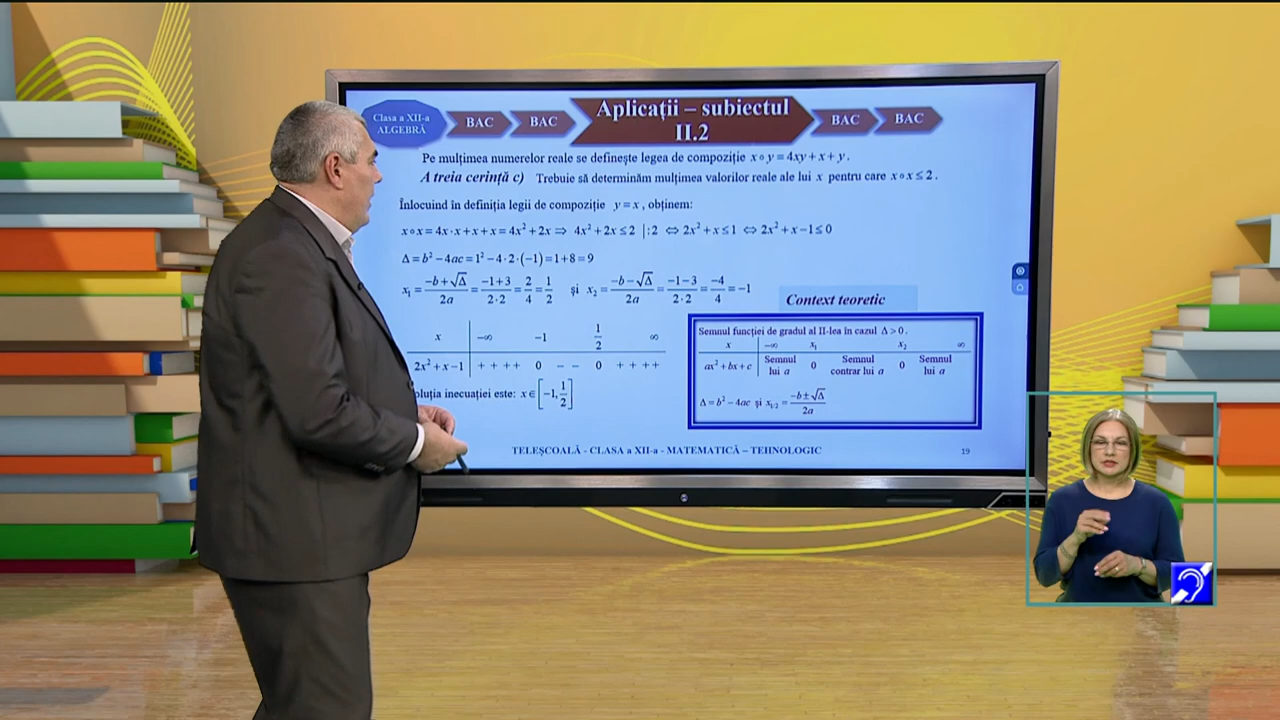 Clasa a XII-a
ALGEBRĂ
BAC
BAC
Aplicații – subiectul
II.2
BAC
BAC
Pe mulțimea numerelor reale se definește legea de compoziție x∘y=4xy+x+y.
A treia cerință c) Trebuie să determinăm mulțimea valorilor reale ale lui x pentru care x∘x≤2.
Înlocuind în definiția legii de compoziție y=x, obținem:
x∘x=4x·x+x+x=4x²+2x⇒ 4x²+2x≤2 |:2 ⇔2x²+x≤1 ⇔2x²+x−1≤0
Δ=b²−4ac=1²−4·2·(−1)=1+8=9
x₁=(−b+√Δ)/2a=(−1+3)/(2·2)=2/4=1/2 și x₂=(−b−√Δ)/2a=(−1−3)/(2·2)=−4/4=−1
Context teoretic
x −∞ −1 1/2 ∞
2x²+x−1 + + + + 0 − − 0 + + + +
oluția inecuației este: x∈[−1,1/2]
Semnul funcției de gradul al II-lea în cazul Δ>0.
x −∞ x₁ x₂ ∞
ax²+bx+c Semnul lui a 0 Semnul contrar lui a 0 Semnul lui a
Δ=b²−4ac și x₁/₂=(−b±√Δ)/2a
TELEȘCOALĂ - CLASA a XII-a - MATEMATICĂ – TEHNOLOGIC
19